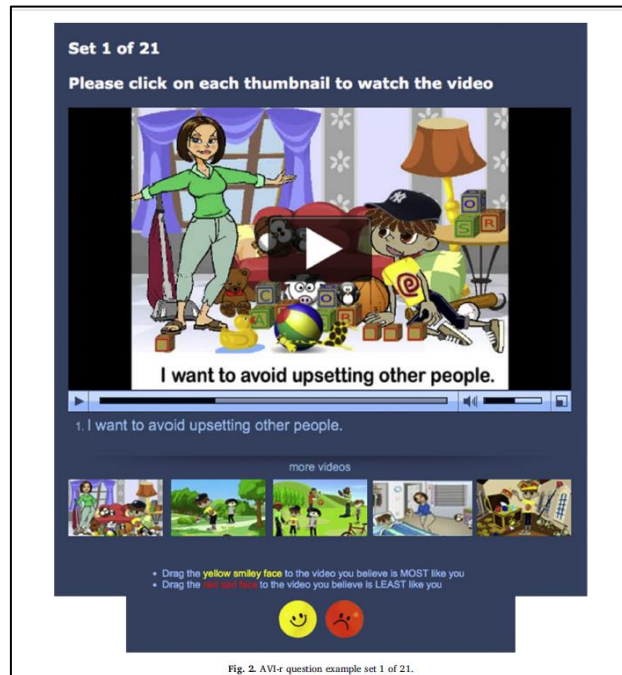 Set 1 of 21
Please click on each thumbnail to watch the video
I want to avoid upsetting other people.
1. I want to avoid upsetting other people.
more videos
• Drag the yellow smiley face to the video you believe is MOST like you
• Drag the red sad face to the video you believe is LEAST like you
Fig. 2. AVI-r question example set 1 of 21.